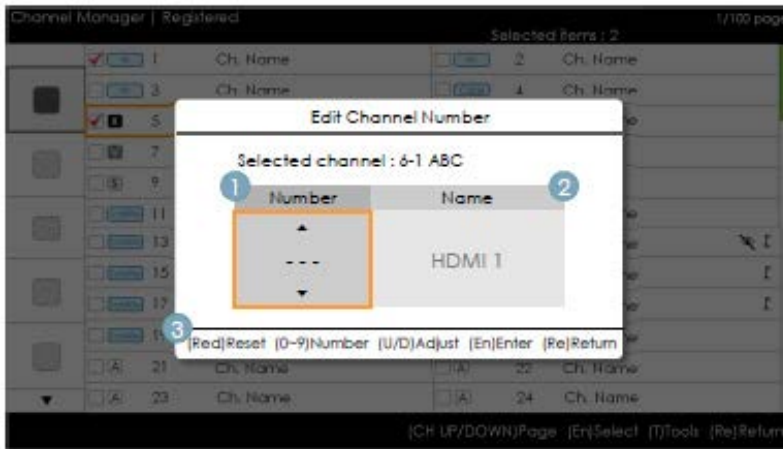 Channel Manager | Registered 1/100 page
Selected items : 2
1 Ch. Name 2 Ch. Name
3 Ch. Name 4 Ch. Name
5
7
9
11
13
15
17
21 Ch. Name 22 Ch. Name
23 Ch. Name 24 Ch. Name
Edit Channel Number
Selected channel : 6-1 ABC
1 Number Name 2
---
HDMI 1
3 (Red)Reset (0~9)Number (U/D)Adjust (En)Enter (Re)Return
(CH UP/DOWN)Page (En)Select (T)Tools (Re)Return